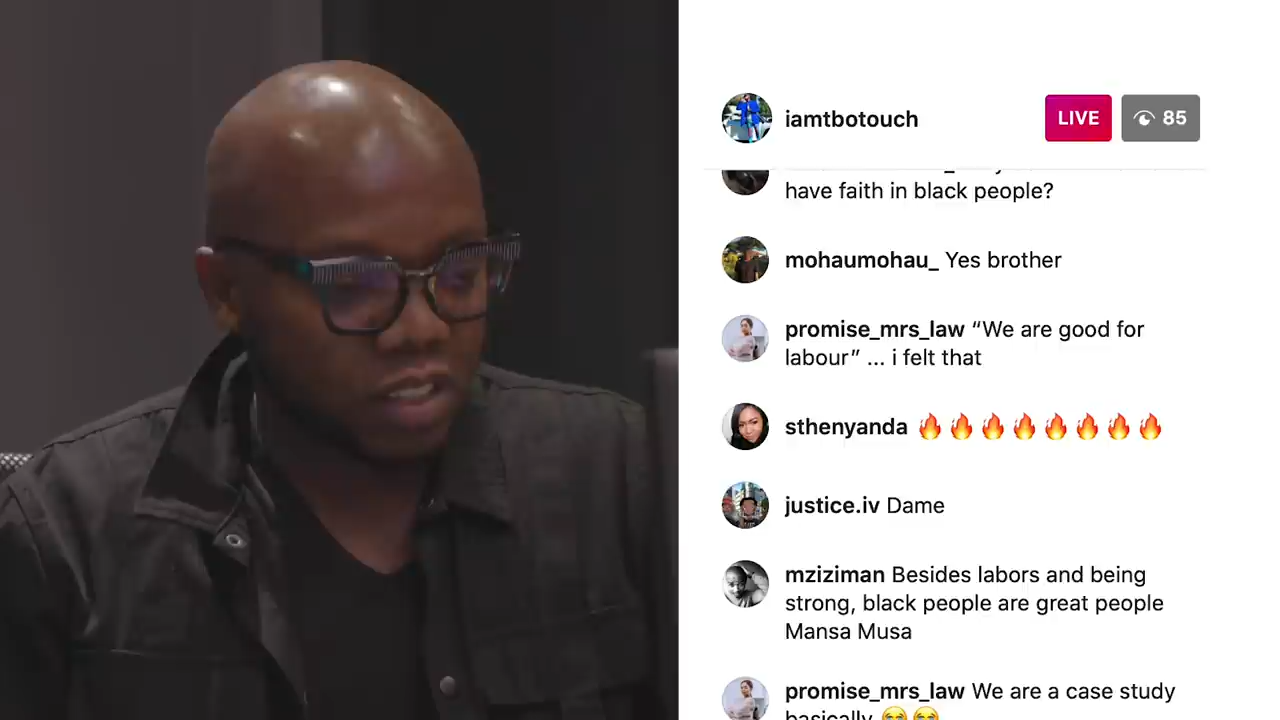 iamtbotouch
LIVE
85
have faith in black people?
mohaumohau_ Yes brother
promise_mrs_law “We are good for
labour” ... i felt that
sthenyanda 🔥🔥🔥🔥🔥🔥🔥🔥
justice.iv Dame
mziziman Besides labors and being
strong, black people are great people
Mansa Musa
promise_mrs_law We are a case study
basically 😂😂